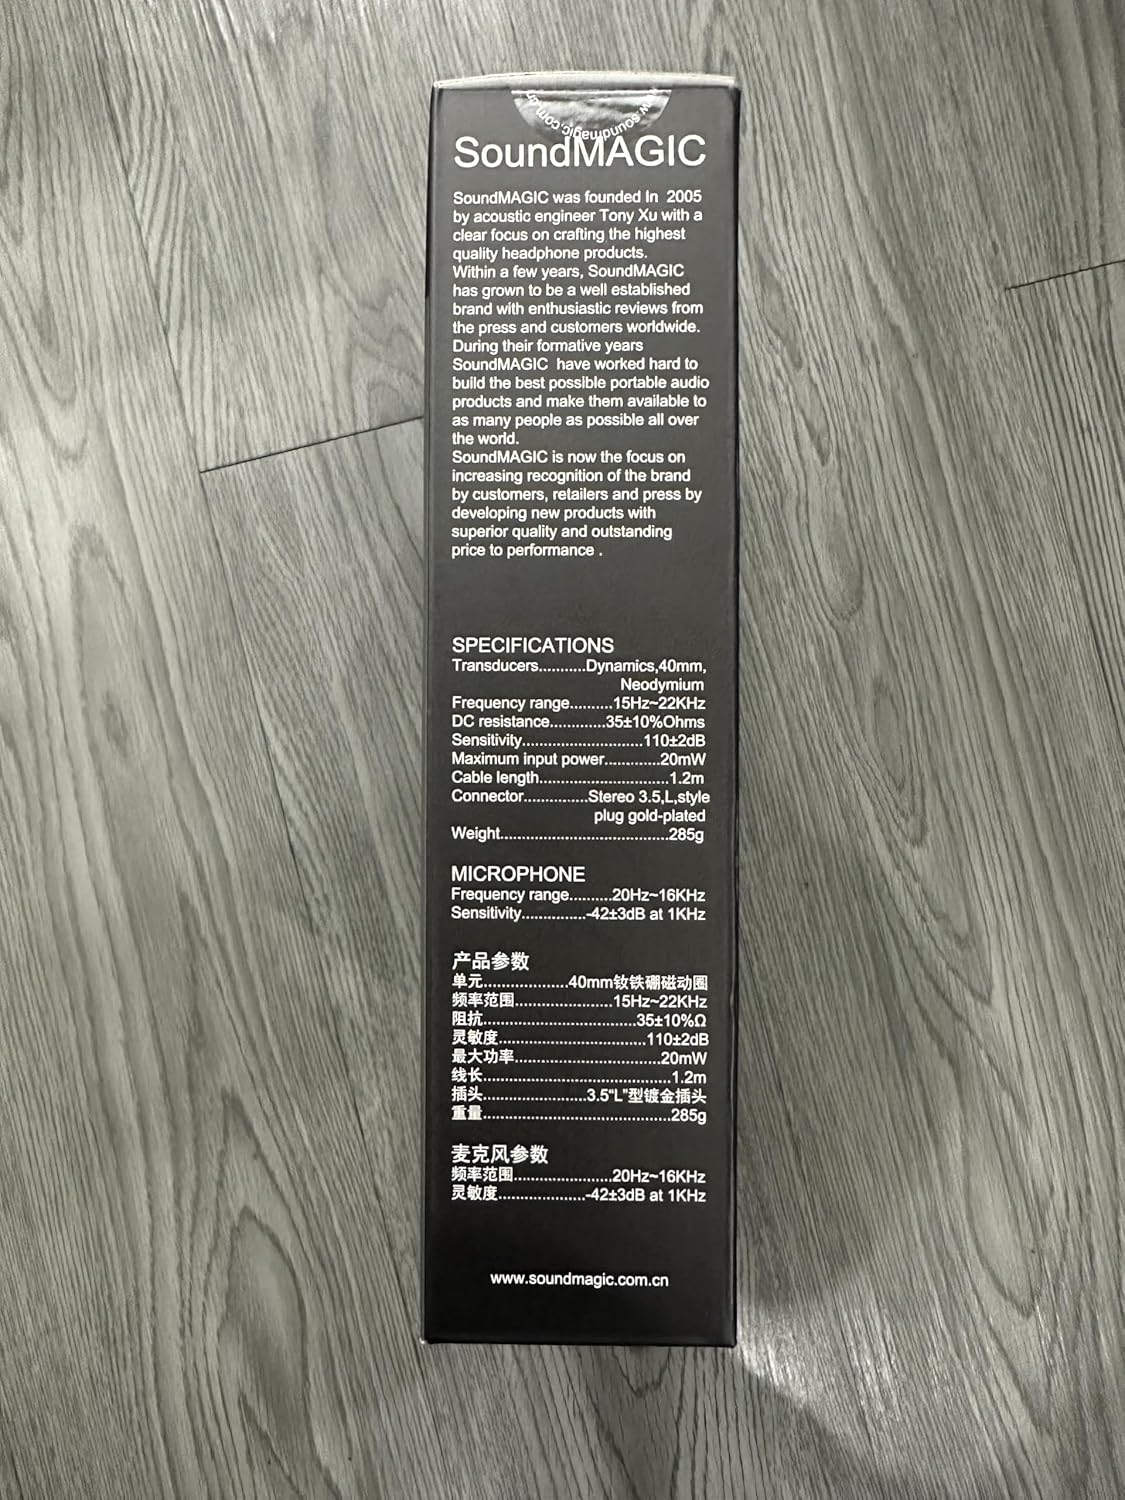 www.soundmagic.com.cn
SoundMAGIC
SoundMAGIC was founded In 2005
by acoustic engineer Tony Xu with a
clear focus on crafting the highest
quality headphone products.
Within a few years, SoundMAGIC
has grown to be a well established
brand with enthusiastic reviews from
the press and customers worldwide.
During their formative years
SoundMAGIC have worked hard to
build the best possible portable audio
products and make them available to
as many people as possible all over
the world.
SoundMAGIC is now the focus on
increasing recognition of the brand
by customers, retailers and press by
developing new products with
superior quality and outstanding
price to performance .
SPECIFICATIONS
Transducers...........Dynamics,40mm,
Neodymium
Frequency range..........15Hz~22KHz
DC resistance.............35±10%Ohms
Sensitivity............................110±2dB
Maximum input power.............20mW
Cable length..............................1.2m
Connector...............Stereo 3.5,L,style
plug gold-plated
Weight.......................................285g
MICROPHONE
Frequency range..........20Hz~16KHz
Sensitivity...............-42±3dB at 1KHz
产品参数
单元....................40mm钕铁硼磁动圈
频率范围.......................15Hz~22KHz
阻抗....................................35±10%Ω
灵敏度..................................110±2dB
最大功率..................................20mW
线长............................................1.2m
插头........................3.5“L”型镀金插头
重量............................................285g
麦克风参数
频率范围.......................20Hz~16KHz
灵敏度....................-42±3dB at 1KHz
www.soundmagic.com.cn